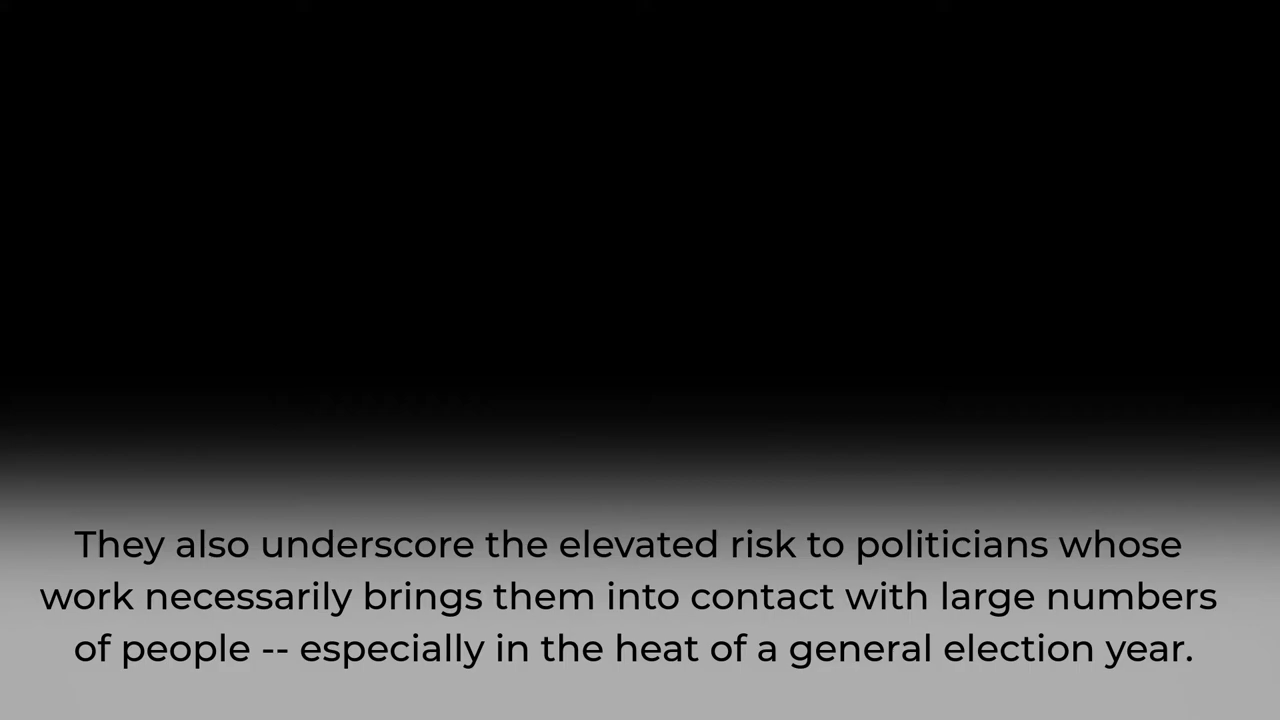 They also underscore the elevated risk to politicians whose
work necessarily brings them into contact with large numbers
of people -- especially in the heat of a general election year.